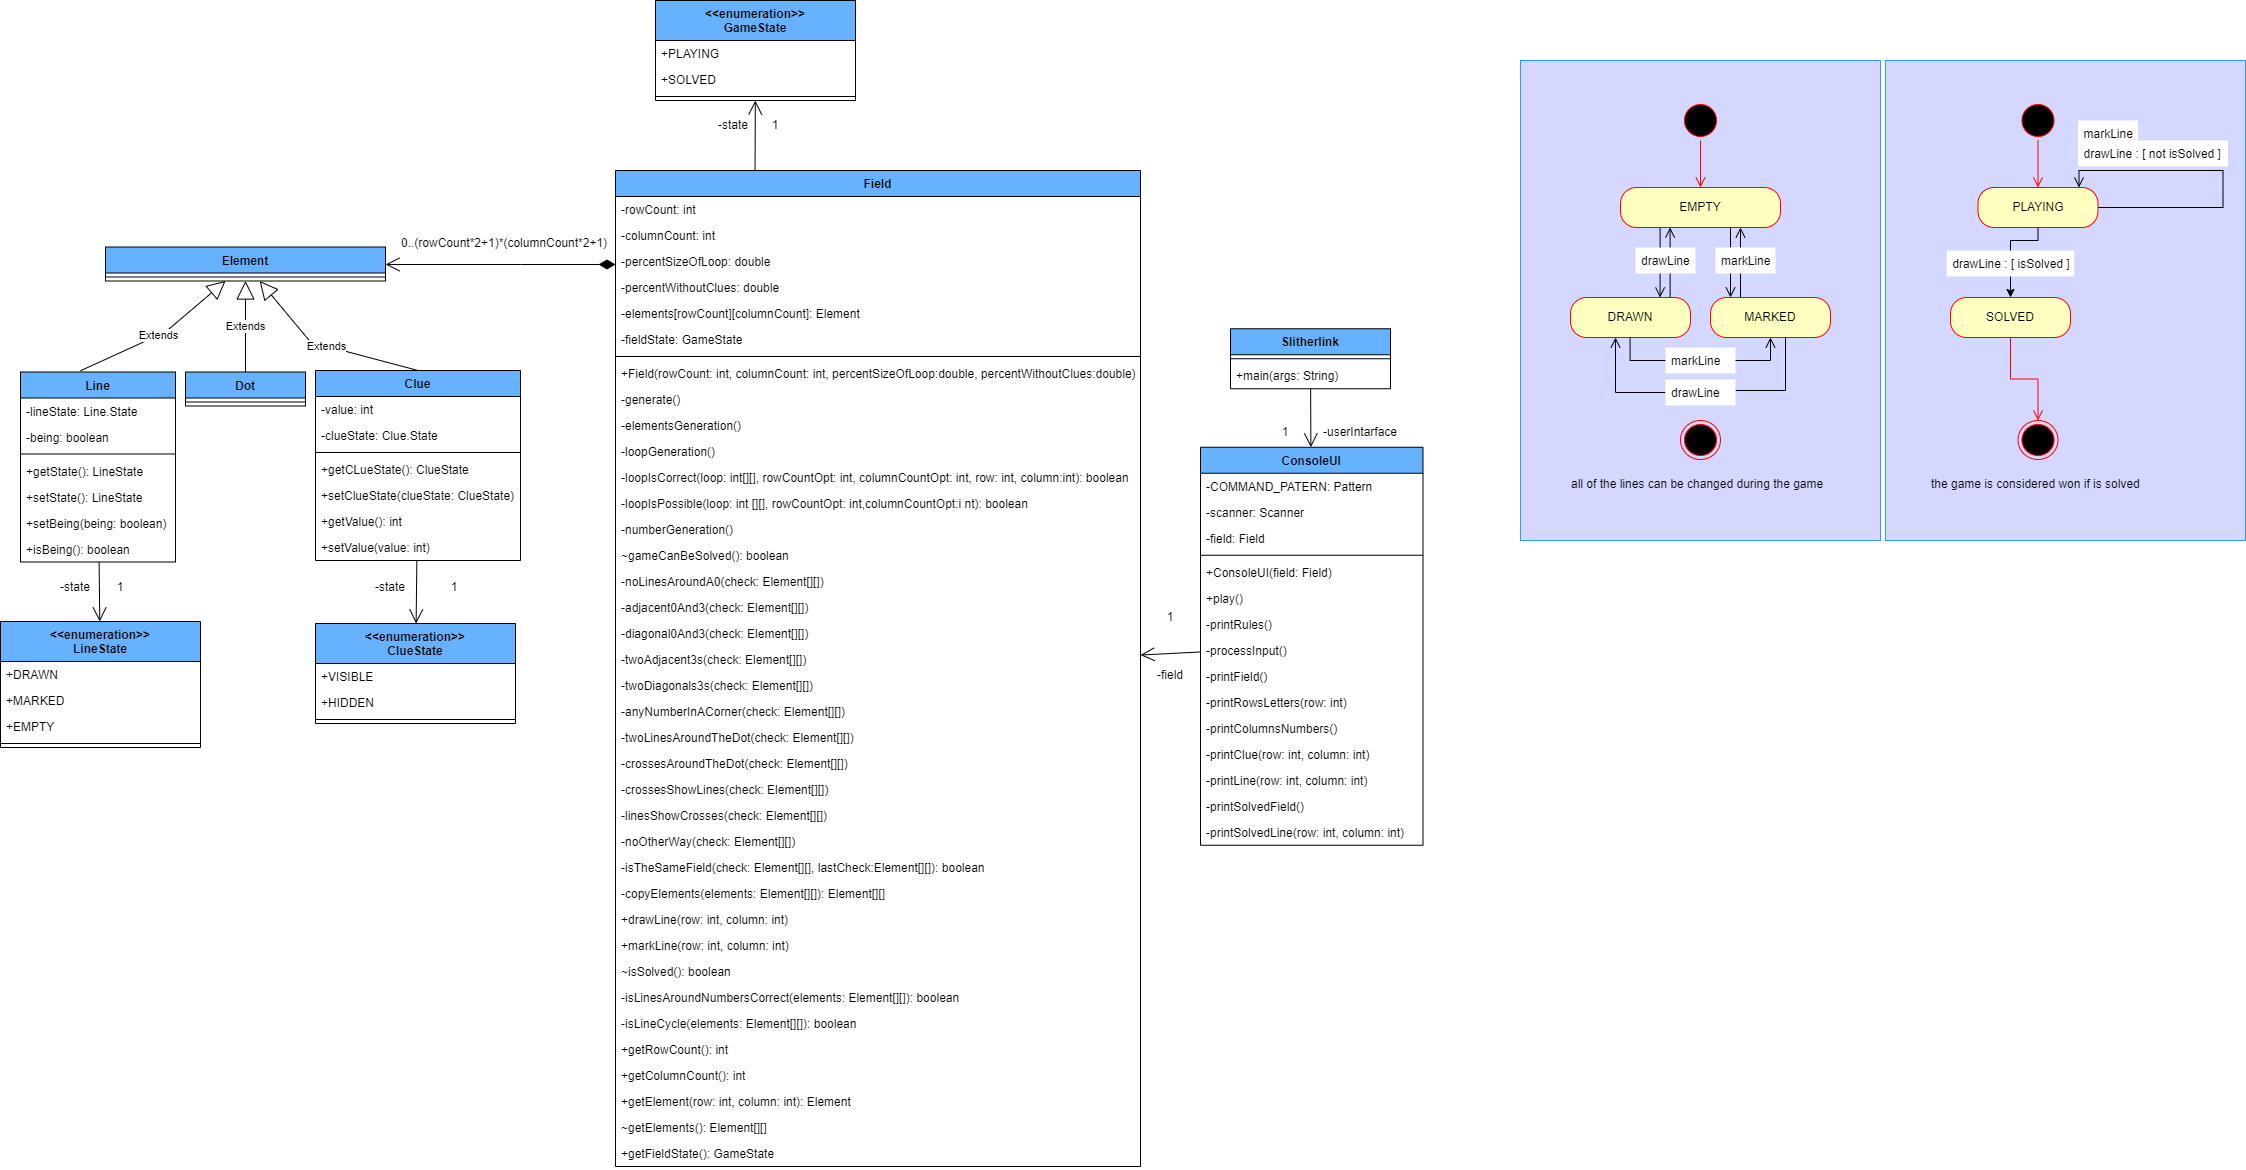 <<enumeration>>
GameState
+PLAYING
+SOLVED
-state
1
Field
-rowCount: int
-columnCount: int
-percentSizeOfLoop: double
-percentWithoutClues: double
-elements[rowCount][columnCount]: Element
-fieldState: GameState
+Field(rowCount: int, columnCount: int, percentSizeOfLoop:double, percentWithoutClues:double)
-generate()
-elementsGeneration()
-loopGeneration()
-loopIsCorrect(loop: int[][], rowCountOpt: int, columnCountOpt: int, row: int, column:int): boolean
-loopIsPossible(loop: int [][], rowCountOpt: int,columnCountOpt:i nt): boolean
-numberGeneration()
~gameCanBeSolved(): boolean
-noLinesAroundA0(check: Element[][])
-adjacent0And3(check: Element[][])
-diagonal0And3(check: Element[][])
-twoAdjacent3s(check: Element[][])
-twoDiagonals3s(check: Element[][])
-anyNumberInACorner(check: Element[][])
-twoLinesAroundTheDot(check: Element[][])
-crossesAroundTheDot(check: Element[][])
-crossesShowLines(check: Element[][])
-linesShowCrosses(check: Element[][])
-noOtherWay(check: Element[][])
-isTheSameField(check: Element[][], lastCheck:Element[][]): boolean
-copyElements(elements: Element[][]): Element[][]
+drawLine(row: int, column: int)
+markLine(row: int, column: int)
~isSolved(): boolean
-isLinesAroundNumbersCorrect(elements: Element[][]): boolean
-isLineCycle(elements: Element[][]): boolean
+getRowCount(): int
+getColumnCount(): int
+getElement(row: int, column: int): Element
~getElements(): Element[][]
+getFieldState(): GameState
0..(rowCount*2+1)*(columnCount*2+1)
Element
Extends
Extends
Extends
Line
-lineState: Line.State
-being: boolean
+getState(): LineState
+setState(): LineState
+setBeing(being: boolean)
+isBeing(): boolean
Dot
Clue
-value: int
-clueState: Clue.State
+getCLueState(): ClueState
+setClueState(clueState: ClueState)
+getValue(): int
+setValue(value: int)
-state
1
-state
1
<<enumeration>>
LineState
+DRAWN
+MARKED
+EMPTY
<<enumeration>>
ClueState
+VISIBLE
+HIDDEN
Slitherlink
+main(args: String)
1
-userIntarface
ConsoleUI
-COMMAND_PATERN: Pattern
-scanner: Scanner
-field: Field
+ConsoleUI(field: Field)
+play()
-printRules()
-processInput()
-printField()
-printRowsLetters(row: int)
-printColumnsNumbers()
-printClue(row: int, column: int)
-printLine(row: int, column: int)
-printSolvedField()
-printSolvedLine(row: int, column: int)
1
-field
EMPTY
drawLine
markLine
DRAWN
MARKED
markLine
drawLine
all of the lines can be changed during the game
markLine
drawLine : [ not isSolved ]
PLAYING
drawLine : [ isSolved ]
SOLVED
the game is considered won if is solved